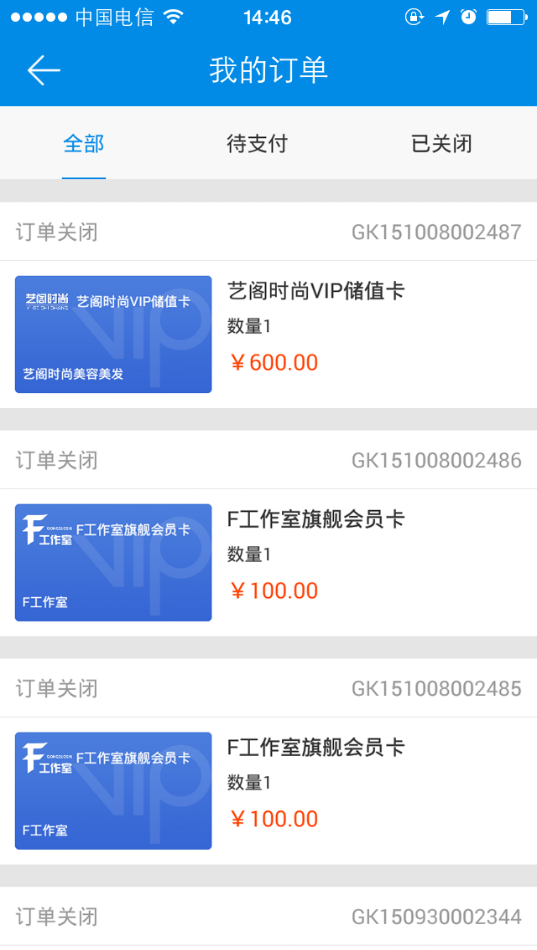 中国电信 14:46
我的订单
全部 待支付 已关闭
订单关闭 GK151008002487
艺阁时尚 艺阁时尚VIP储值卡
vip
艺阁时尚美容美发
艺阁时尚VIP储值卡
数量1
￥600.00
订单关闭 GK151008002486
F工作室 F工作室旗舰会员卡
vip
F工作室
F工作室旗舰会员卡
数量1
￥100.00
订单关闭 GK151008002485
F工作室 F工作室旗舰会员卡
vip
F工作室
F工作室旗舰会员卡
数量1
￥100.00
订单关闭 GK150930002344